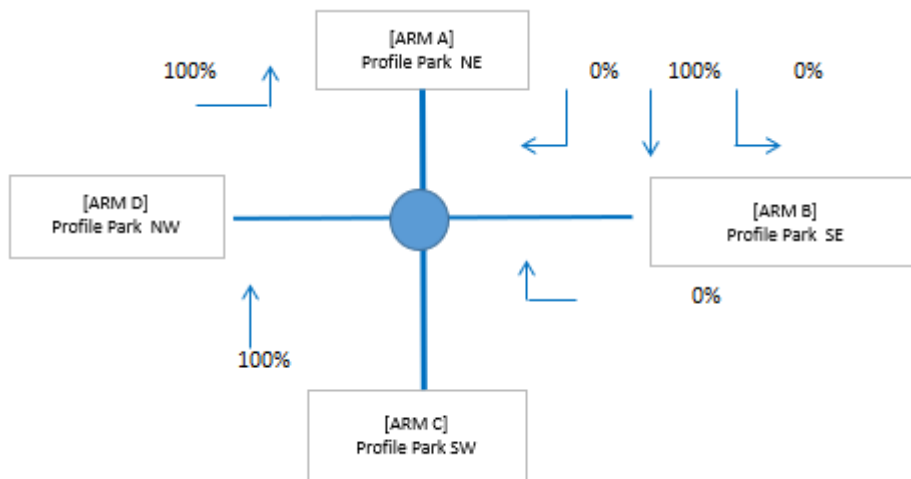 [ARM A]
Profile Park NE
100%
0%
100%
0%
[ARM D]
Profile Park NW
[ARM B]
Profile Park SE
0%
100%
[ARM C]
Profile Park SW